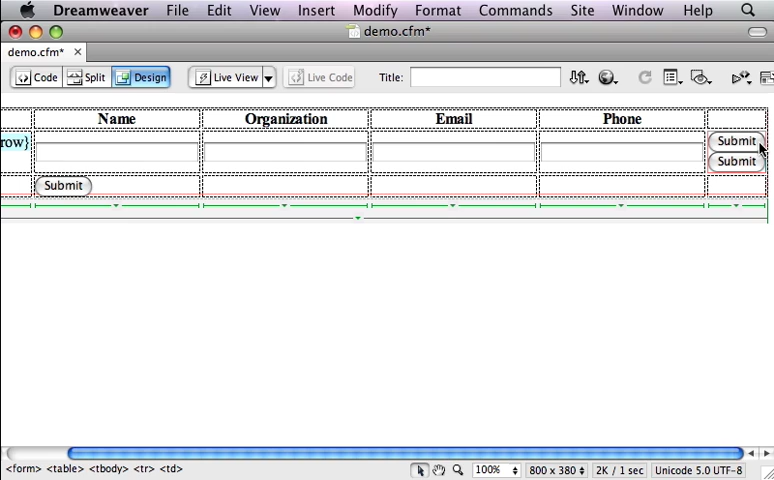 Dreamweaver File Edit View Insert Modify Format Commands Site Window Help
demo.cfm*
demo.cfm* ×
Code Split Design Live View Live Code Title:
Name Organization Email Phone
row} Submit
Submit
Submit
<form> <table> <tbody> <tr> <td> 100% 800 x 380 2K / 1 sec Unicode 5.0 UTF-8